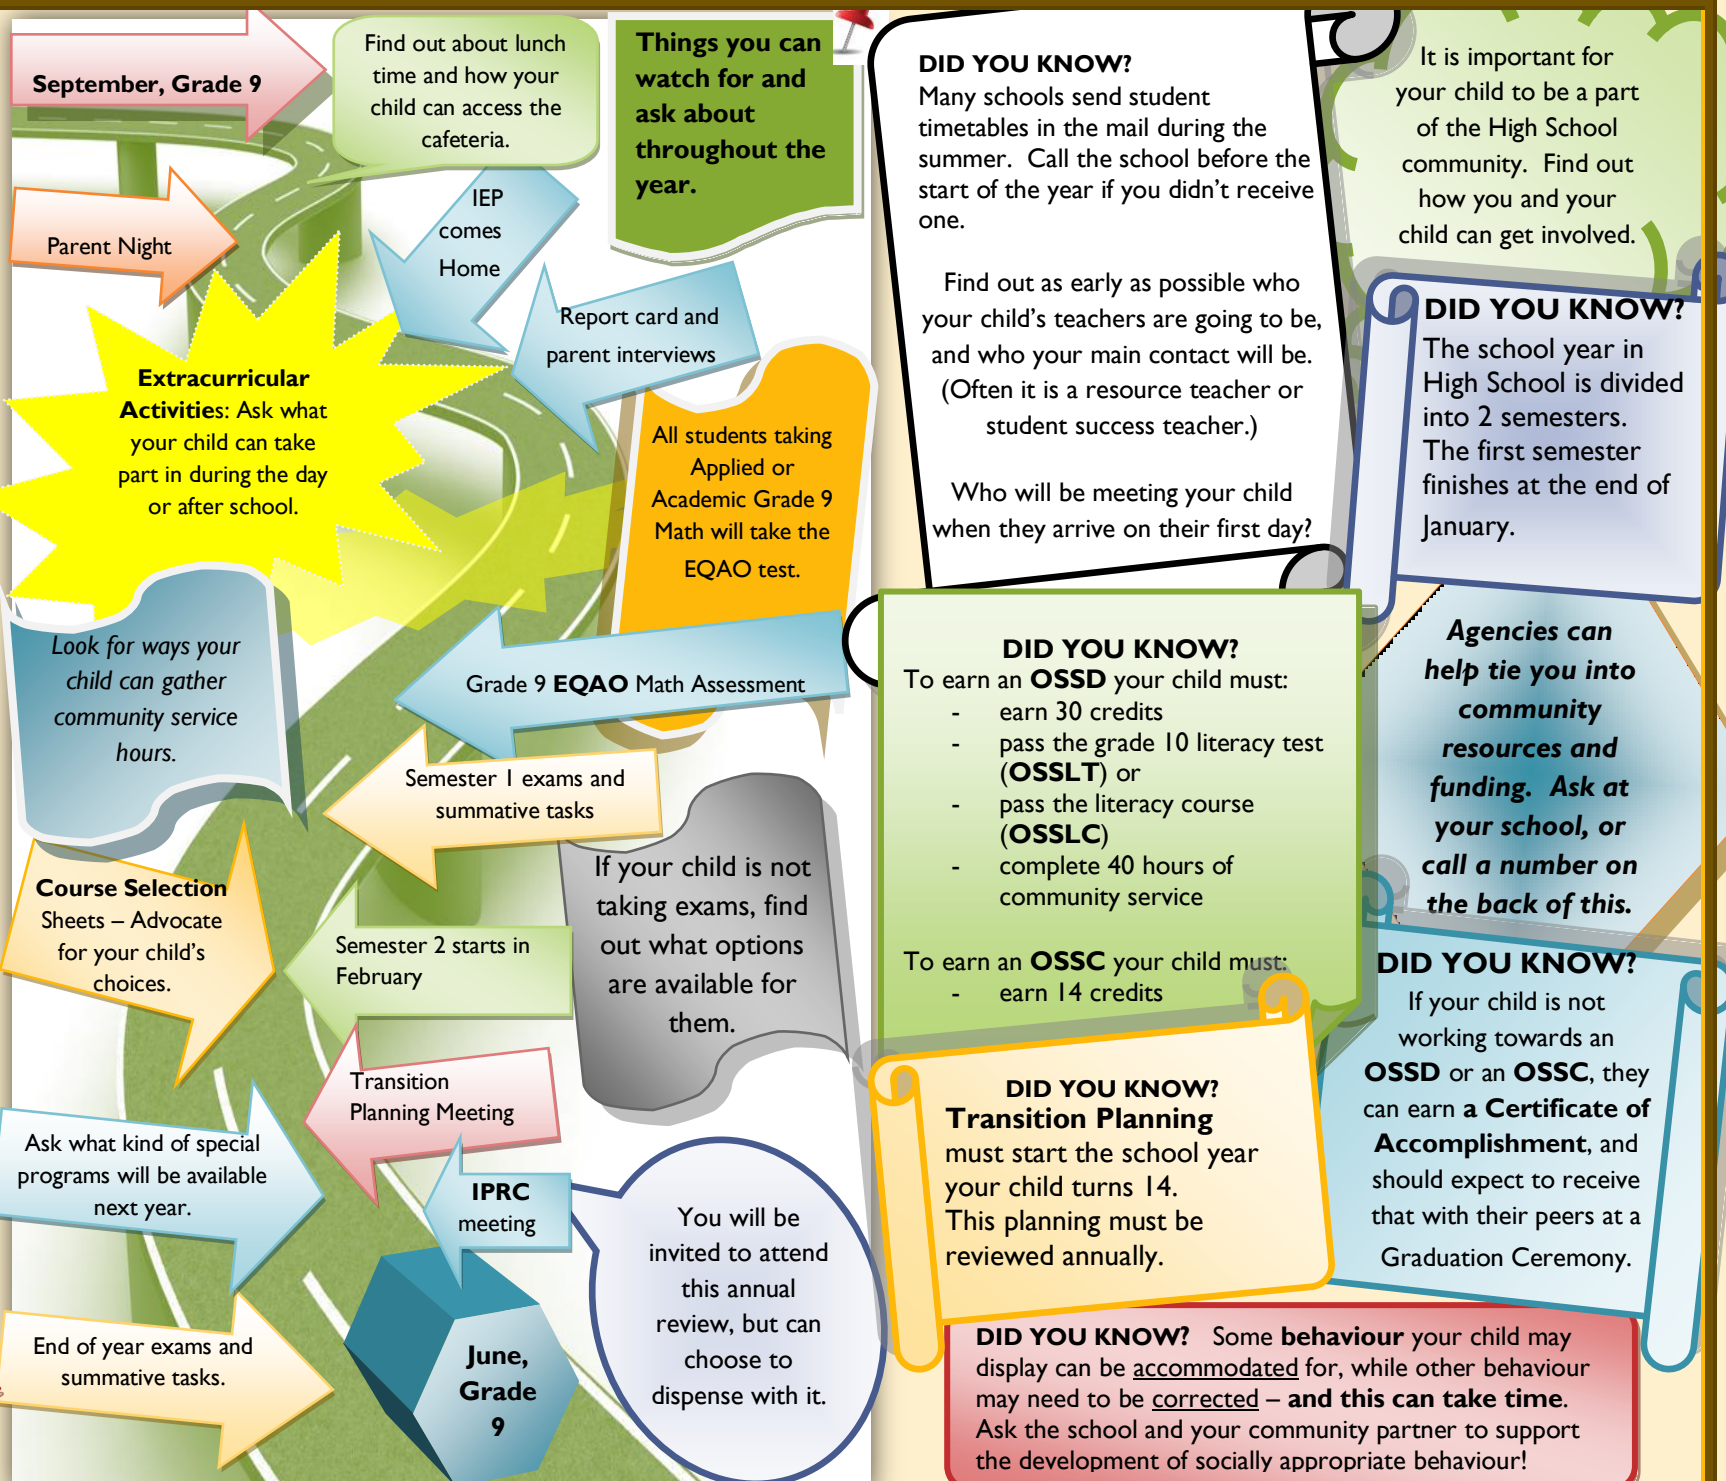 September, Grade 9
Find out about lunch
time and how your
child can access the
cafeteria.
Things you can
watch for and
ask about
throughout the
year.
Parent Night
IEP
comes
Home
Report card and
parent interviews
Extracurricular
Activities: Ask what
your child can take
part in during the day
or after school.
All students taking
Applied or
Academic Grade 9
Math will take the
EQAO test.
Look for ways your
child can gather
community service
hours.
Grade 9 EQAO Math Assessment
Semester 1 exams and
summative tasks
If your child is not
taking exams, find
out what options
are available for
them.
Course Selection
Sheets – Advocate
for your child's
choices.
Semester 2 starts in
February
Transition
Planning Meeting
Ask what kind of special
programs will be available
next year.
IPRC
meeting
You will be
invited to attend
this annual
review, but can
choose to
dispense with it.
End of year exams and
summative tasks.
June,
Grade
9
DID YOU KNOW?
Many schools send student
timetables in the mail during the
summer.  Call the school before the
start of the year if you didn't receive
one.
Find out as early as possible who
your child's teachers are going to be,
and who your main contact will be.
(Often it is a resource teacher or
student success teacher.)
Who will be meeting your child
when they arrive on their first day?
It is important for
your child to be a part
of the High School
community.  Find out
how you and your
child can get involved.
DID YOU KNOW?
The school year in
High School is divided
into 2 semesters.
The first semester
finishes at the end of
January.
DID YOU KNOW?
To earn an OSSD your child must:
- earn 30 credits
- pass the grade 10 literacy test
(OSSLT) or
- pass the literacy course
(OSSLC)
- complete 40 hours of
community service
To earn an OSSC your child must:
- earn 14 credits
Agencies can
help tie you into
community
resources and
funding.  Ask at
your school, or
call a number on
the back of this.
DID YOU KNOW?
Transition Planning
must start the school year
your child turns 14.
This planning must be
reviewed annually.
DID YOU KNOW?
If your child is not
working towards an
OSSD or an OSSC, they
can earn a Certificate of
Accomplishment, and
should expect to receive
that with their peers at a
Graduation Ceremony.
DID YOU KNOW?   Some behaviour your child may
display can be accommodated for, while other behaviour
may need to be corrected – and this can take time.
Ask the school and your community partner to support
the development of socially appropriate behaviour!